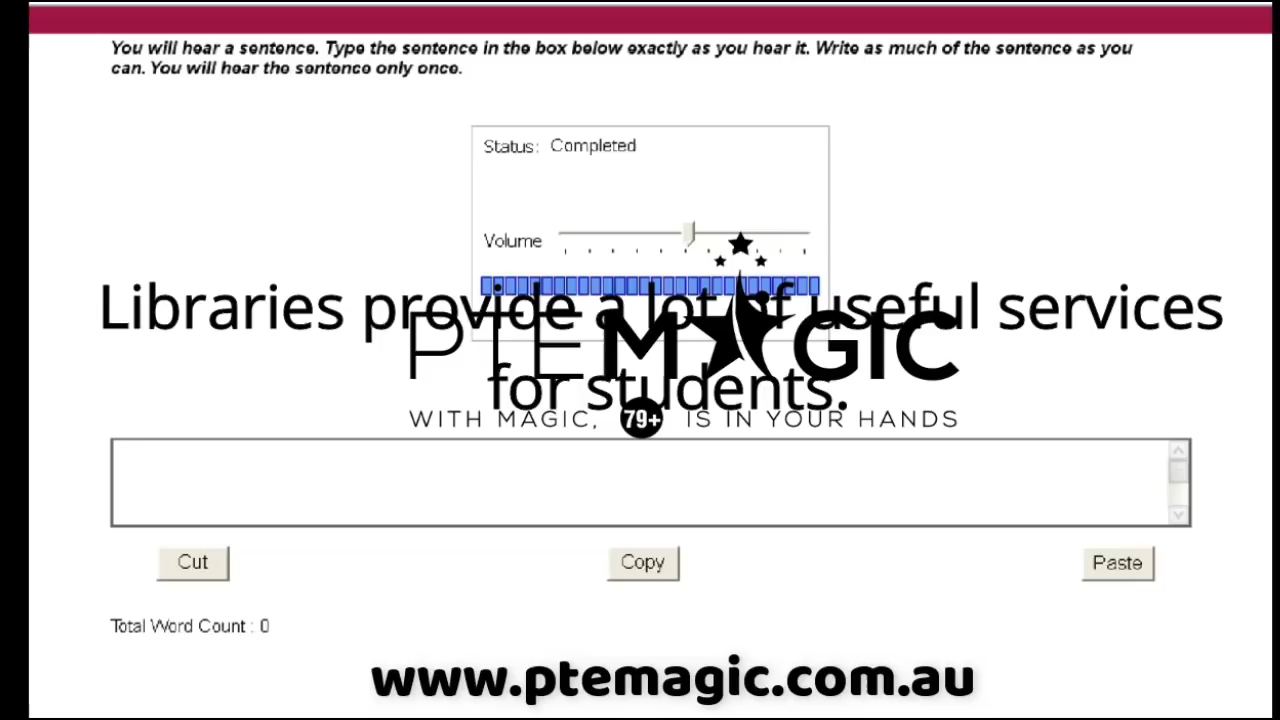 You will hear a sentence. Type the sentence in the box below exactly as you hear it. Write as much of the sentence as you
can. You will hear the sentence only once.
Status: Completed
Volume
Libraries provide a lot of useful services
PTEMAGIC
for students.
WITH MAGIC, 79+ IS IN YOUR HANDS
Cut
Copy
Paste
Total Word Count : 0
www.ptemagic.com.au